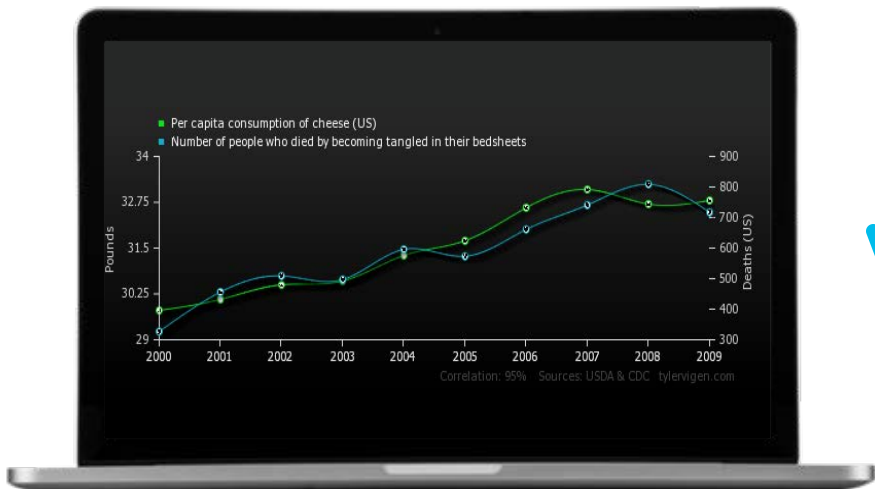 Per capita consumption of cheese (US)
Number of people who died by becoming tangled in their bedsheets
34
32.75
31.5
30.25
29
Pounds
900
800
700
600
500
400
300
Deaths (US)
2000 2001 2002 2003 2004 2005 2006 2007 2008 2009
Correlation: 95% Sources: USDA & CDC tylervigen.com